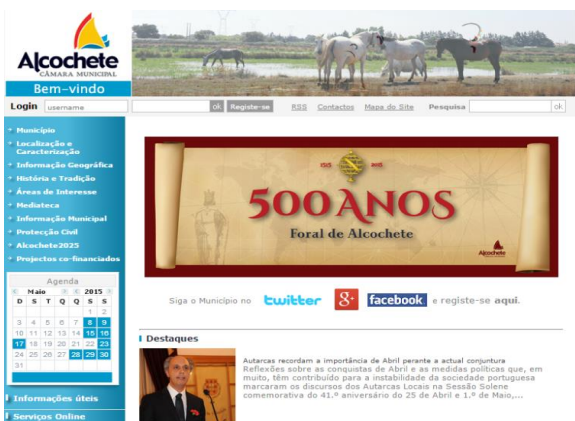 Alcochete
CÂMARA MUNICIPAL
Bem-vindo
Login username ok Registe-se RSS Contactos Mapa do Site Pesquisa ok
Município
Localização e
Caracterização
Informação Geográfica
História e Tradição
Áreas de Interesse
Mediateca
Informação Municipal
Protecção Civil
Alcochete2025
Projectos co-financiados
1515 2015
500 ANOS
Foral de Alcochete
Alcochete
Agenda
Maio 2015
D S T Q Q S S
1 2
3 4 5 6 7 8 9
10 11 12 13 14 15 16
17 18 19 20 21 22 23
24 25 26 27 28 29 30
31
Siga o Município no twitter g+ facebook e registe-se aqui.
Destaques
Autarcas recordam a importância de Abril perante a actual conjuntura
Reflexões sobre as conquistas de Abril e as medidas políticas que, em
muito, têm contribuído para a instabilidade da sociedade portuguesa
marcaram os discursos dos Autarcas Locais na Sessão Solene
comemorativa do 41.º aniversário do 25 de Abril e 1.º de Maio,...
Informações úteis
Serviços Online